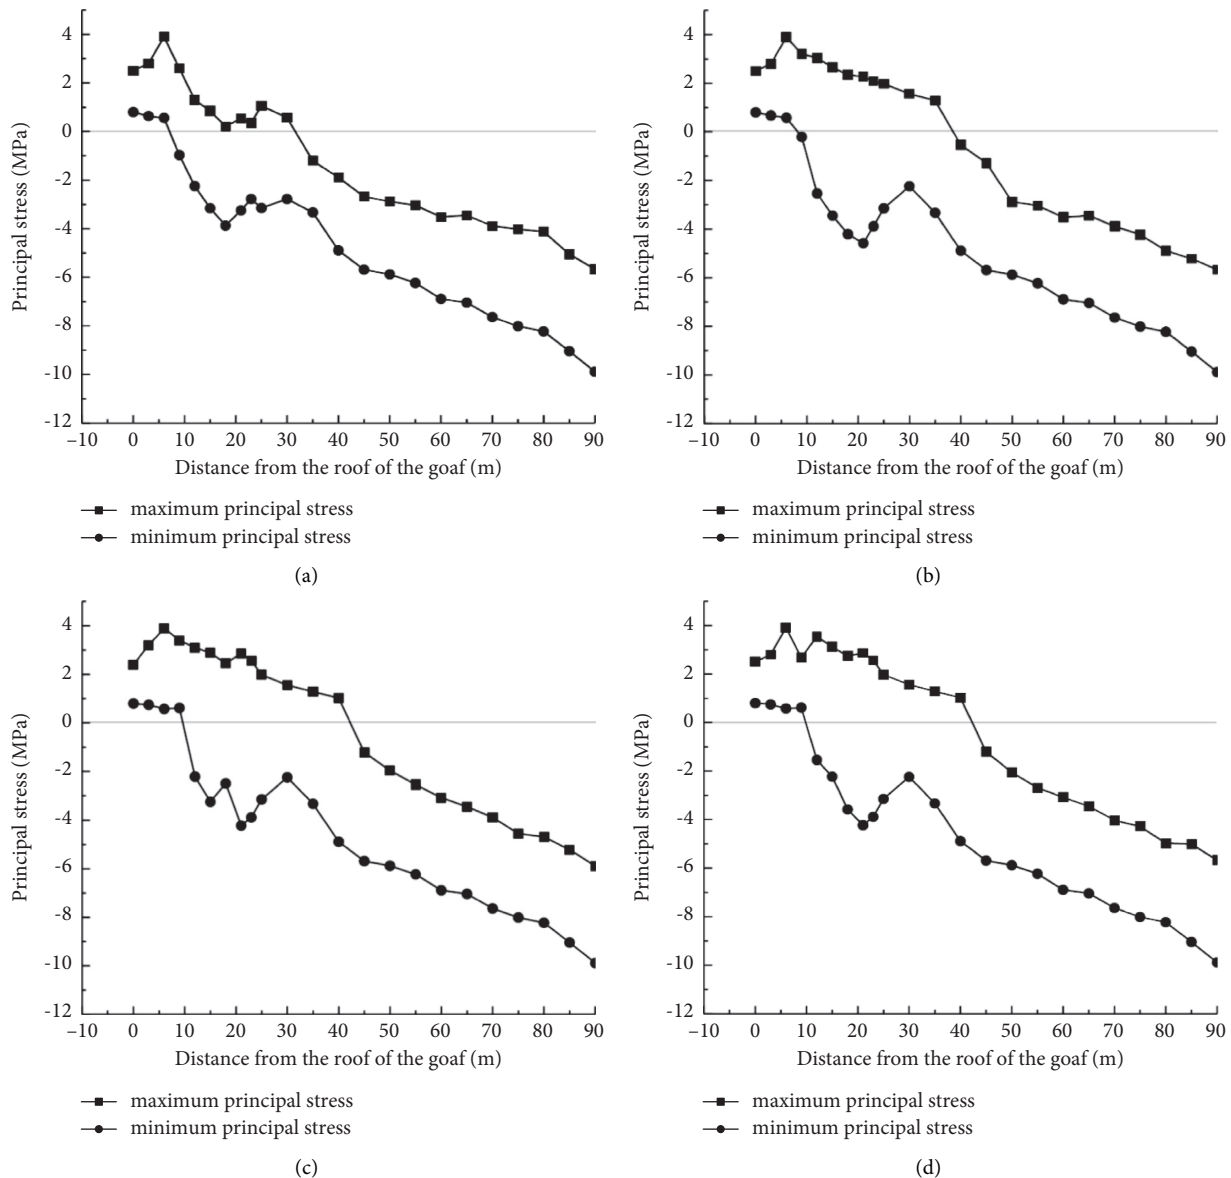 4
2
0
-2
-4
-6
-8
-10
-12
Principal stress (MPa)
−10 0 10 20 30 40 50 60 70 80 90
Distance from the roof of the goaf (m)
maximum principal stress
minimum principal stress
(a)
4
2
0
-2
-4
-6
-8
-10
-12
Principal stress (MPa)
−10 0 10 20 30 40 50 60 70 80 90
Distance from the roof of the goaf (m)
maximum principal stress
minimum principal stress
(b)
4
2
0
-2
-4
-6
-8
-10
-12
Principal stress (MPa)
−10 0 10 20 30 40 50 60 70 80 90
Distance from the roof of the goaf (m)
maximum principal stress
minimum principal stress
(c)
4
2
0
-2
-4
-6
-8
-10
-12
Principal stress (MPa)
−10 0 10 20 30 40 50 60 70 80 90
Distance from the roof of the goaf (m)
maximum principal stress
minimum principal stress
(d)